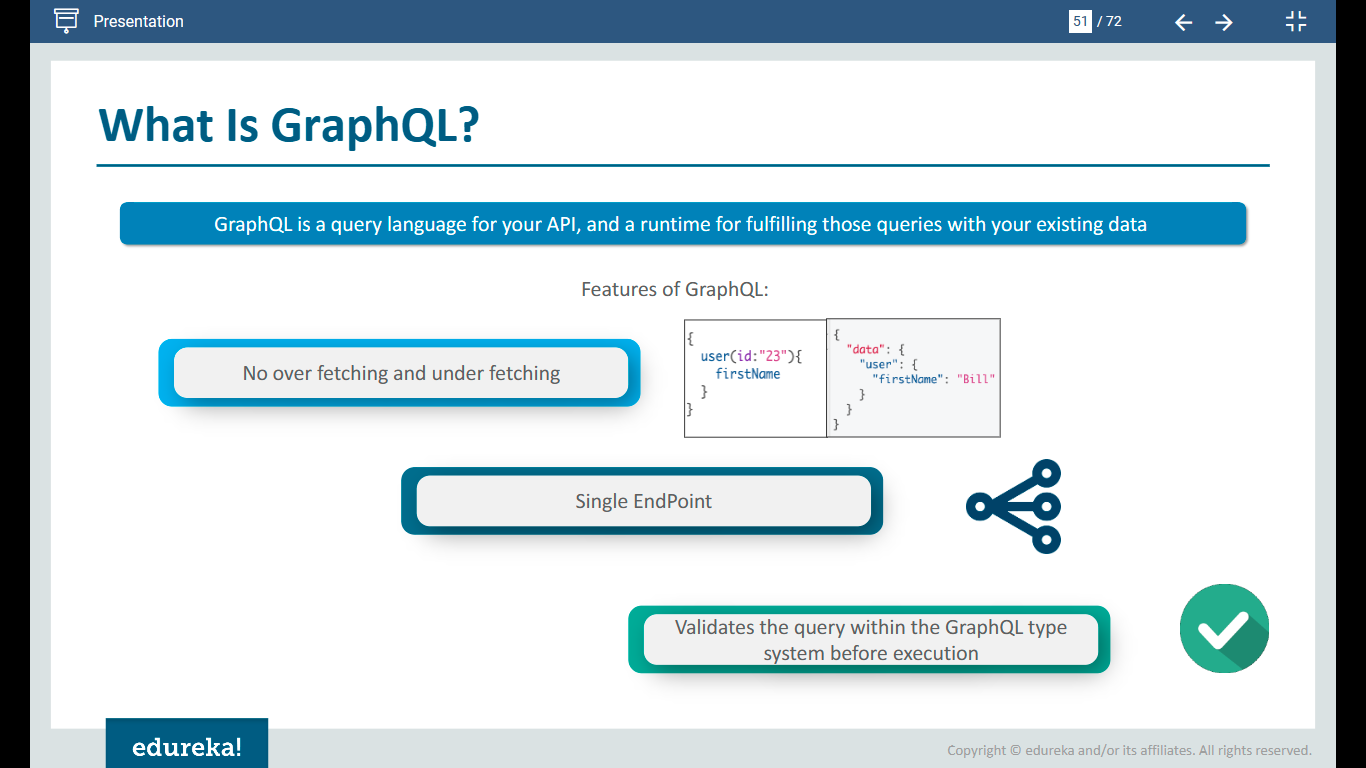 Presentation
51 / 72
What Is GraphQL?
GraphQL is a query language for your API, and a runtime for fulfilling those queries with your existing data
Features of GraphQL:
No over fetching and under fetching
{
user(id:"23"){
firstName
}
}
{
"data": {
"user": {
"firstName": "Bill"
}
}
}
Single EndPoint
Validates the query within the GraphQL type
system before execution
edureka!
Copyright © edureka and/or its affiliates. All rights reserved.